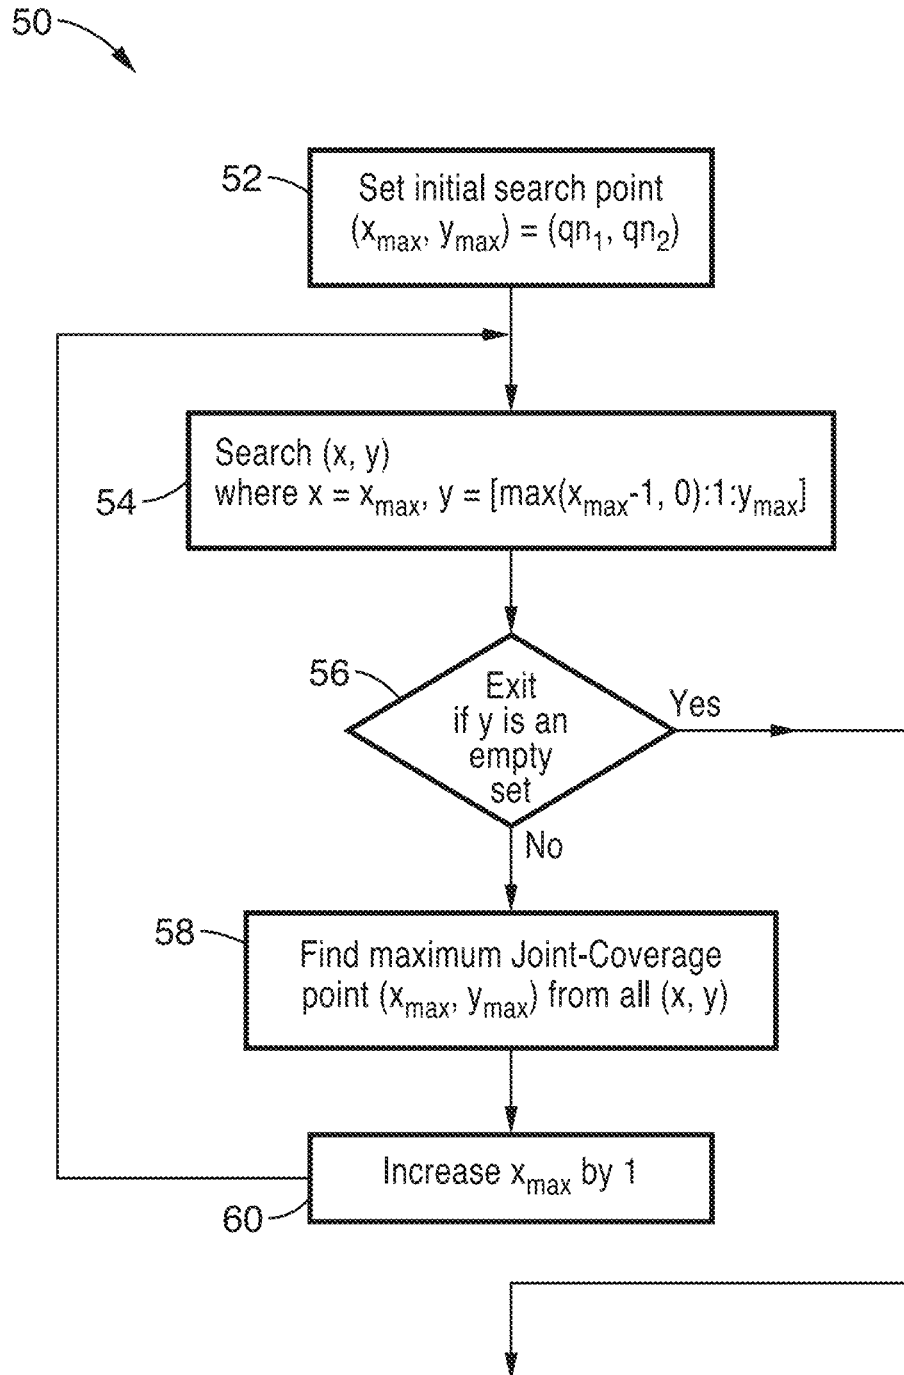 50
52
Set initial search point
(xmax, ymax) = (qn1, qn2)
54
Search (x, y)
where x = xmax, y = [max(xmax-1, 0):1:ymax]
56
Exit
if y is an
empty
set
Yes
No
58
Find maximum Joint-Coverage
point (xmax, ymax) from all (x, y)
60
Increase xmax by 1